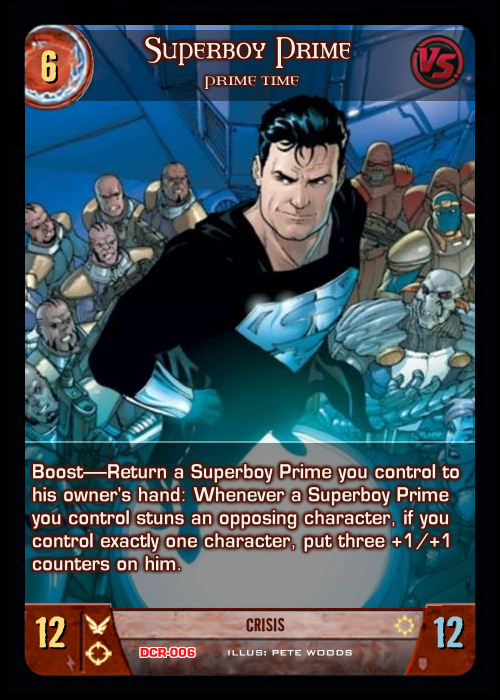 6
Superboy Prime
VS
Prime Time
Boost—Return a Superboy Prime you control to
his owner's hand: Whenever a Superboy Prime
you control stuns an opposing character, if you
control exactly one character, put three +1/+1
counters on him.
12
CRISIS
12
DCR-006
ILLUS: PETE WOODS